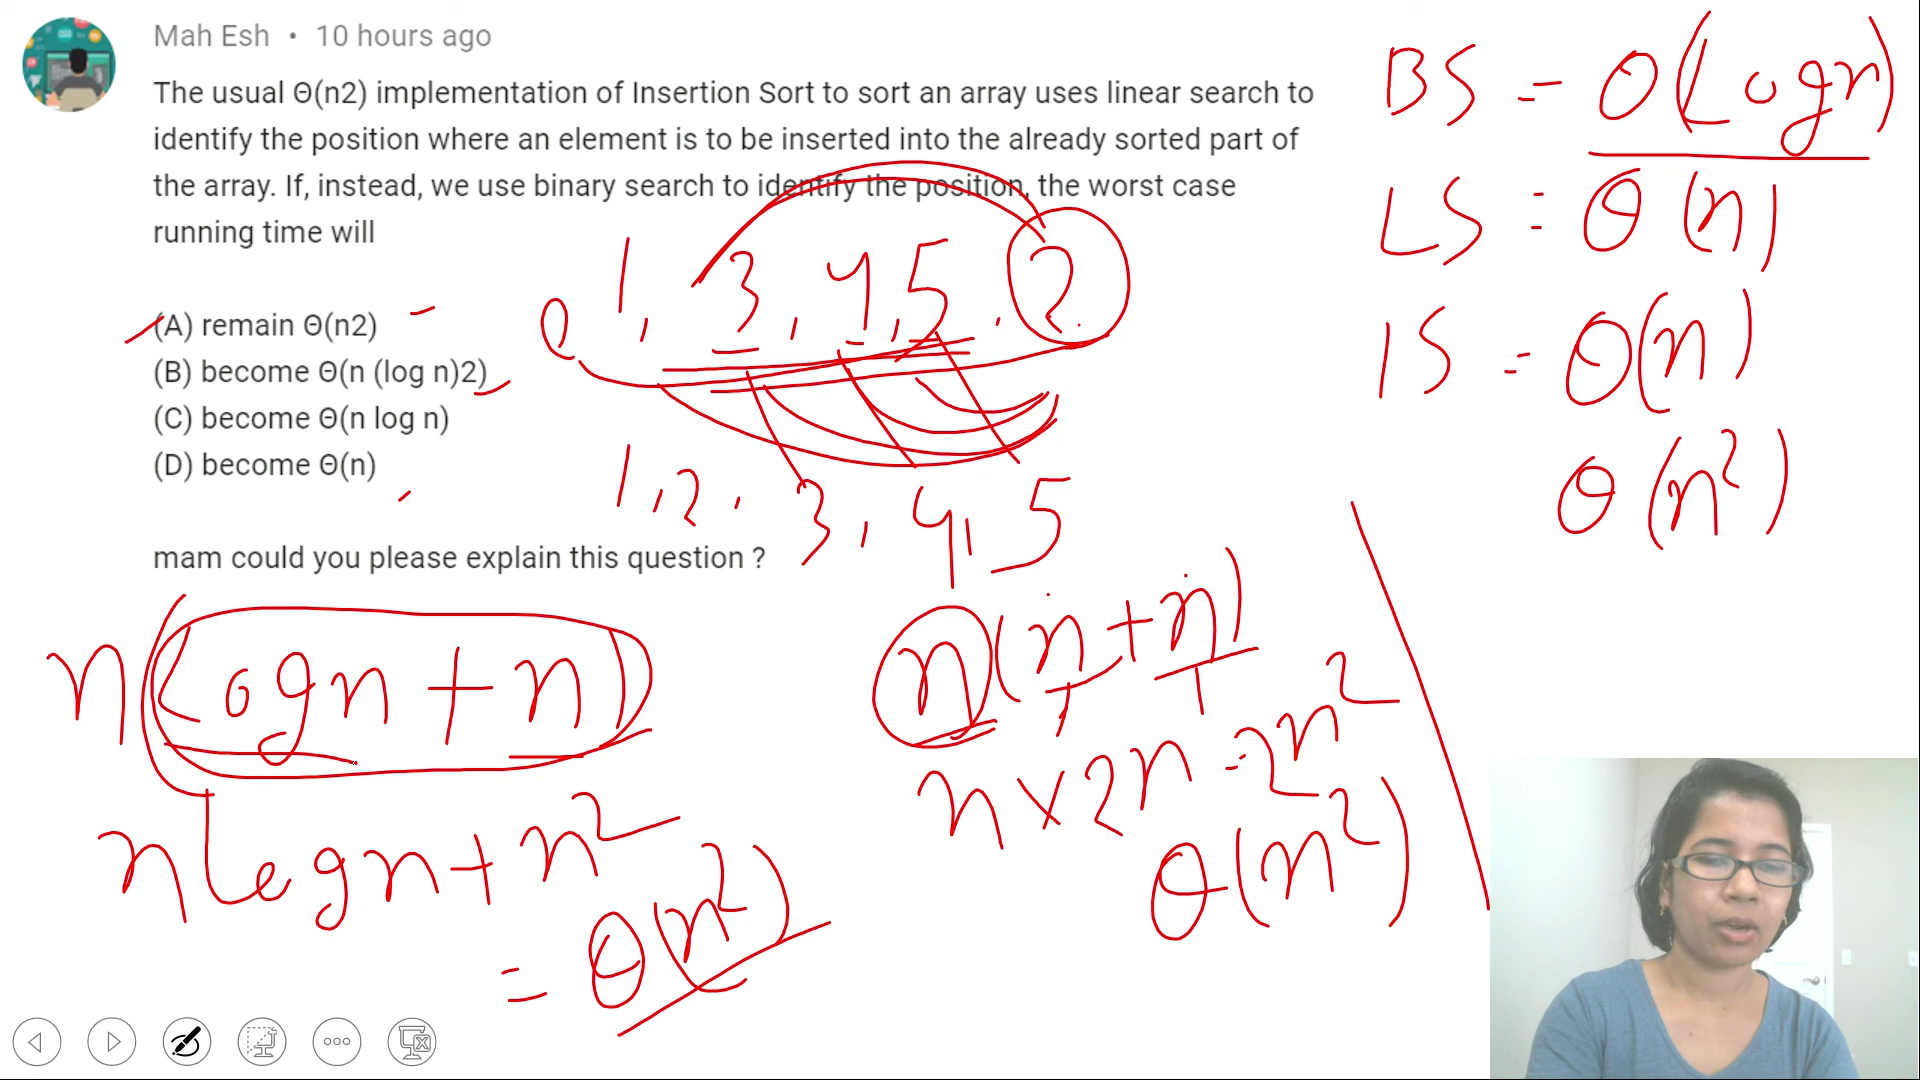 Mah Esh • 10 hours ago
The usual Θ(n2) implementation of Insertion Sort to sort an array uses linear search to
identify the position where an element is to be inserted into the already sorted part of
the array. If, instead, we use binary search to identify the position, the worst case
running time will
(A) remain Θ(n2)
(B) become Θ(n (log n)2)
(C) become Θ(n log n)
(D) become Θ(n)
mam could you please explain this question ?
BS = θ(Logn)
LS = θ(n)
IS = θ(n)
θ(n²)
1, 3, 4, 5, 2
1, 2, 3, 4, 5
n(Logn + n)
nlogn + n²
= θ(n²)
n(n+n)
n × 2n = 2n²
θ(n²)